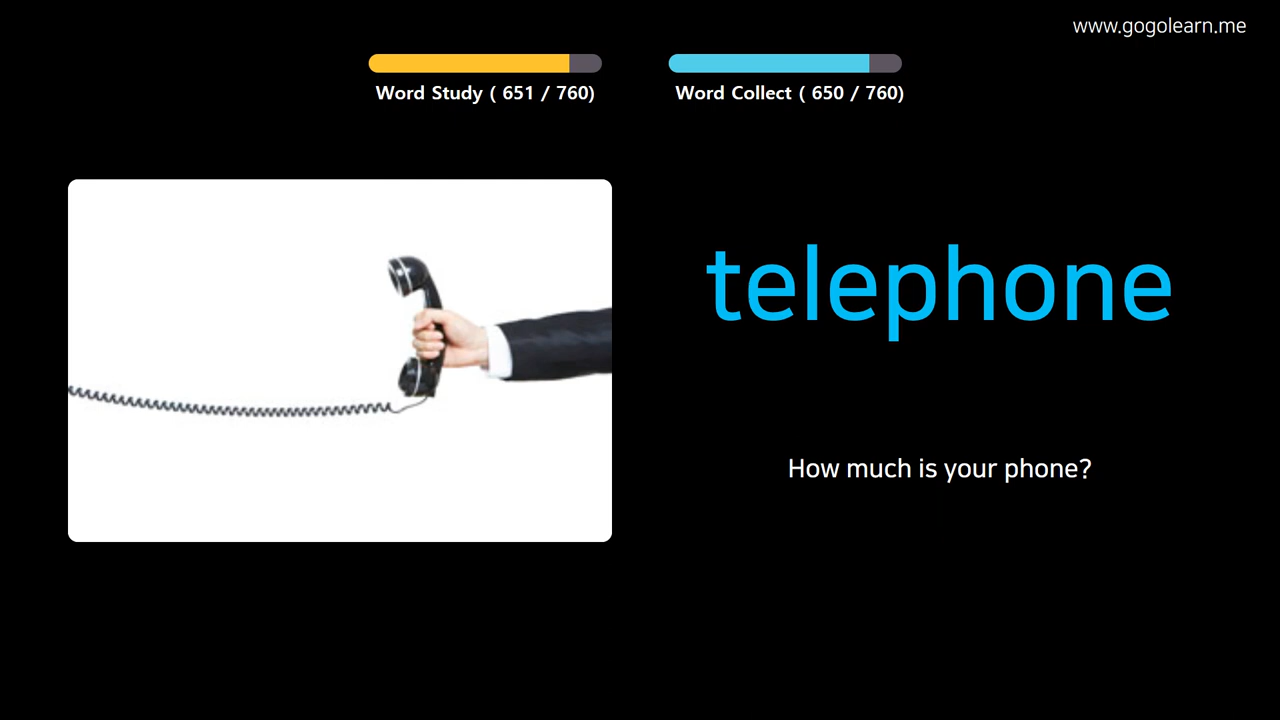 www.gogolearn.me
Word Study ( 651 / 760)
Word Collect ( 650 / 760)
telephone
How much is your phone?